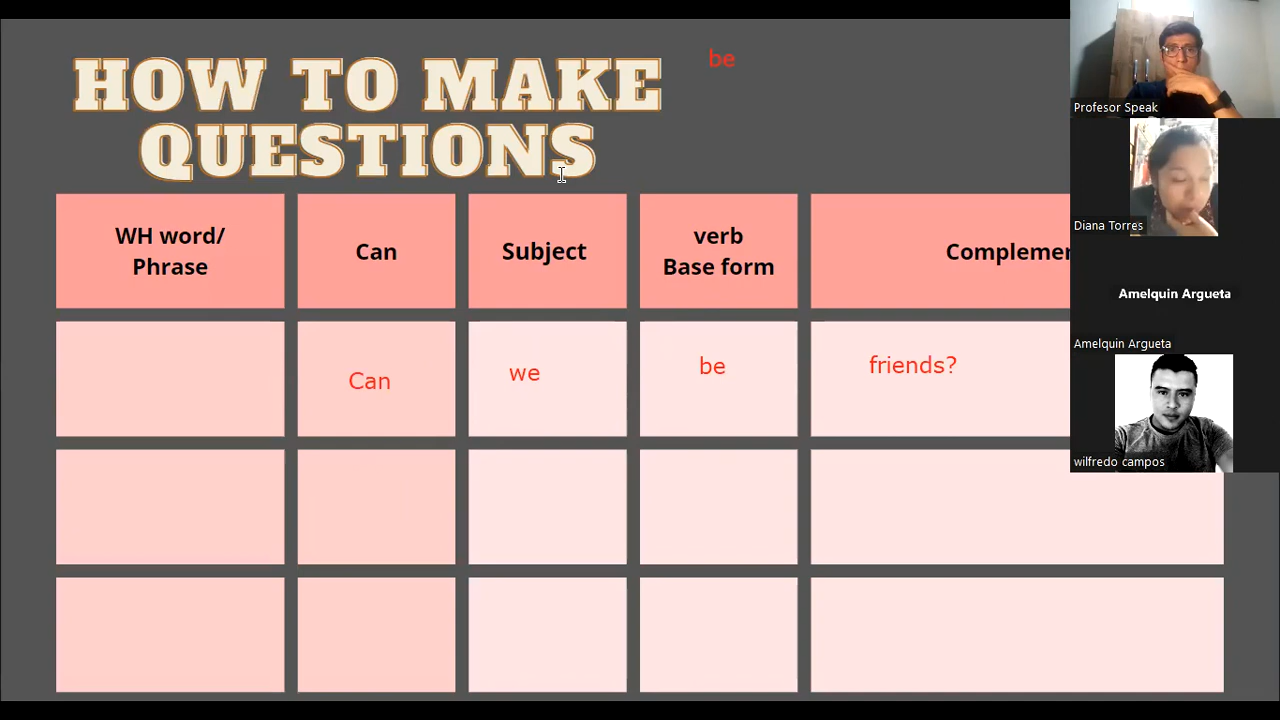 HOW TO MAKE
QUESTIONS
be
WH word/
Phrase
Can
Subject
verb
Base form
Complemen
Can
we
be
friends?
Profesor Speak
Diana Torres
Amelquin Argueta
Amelquin Argueta
wilfredo campos